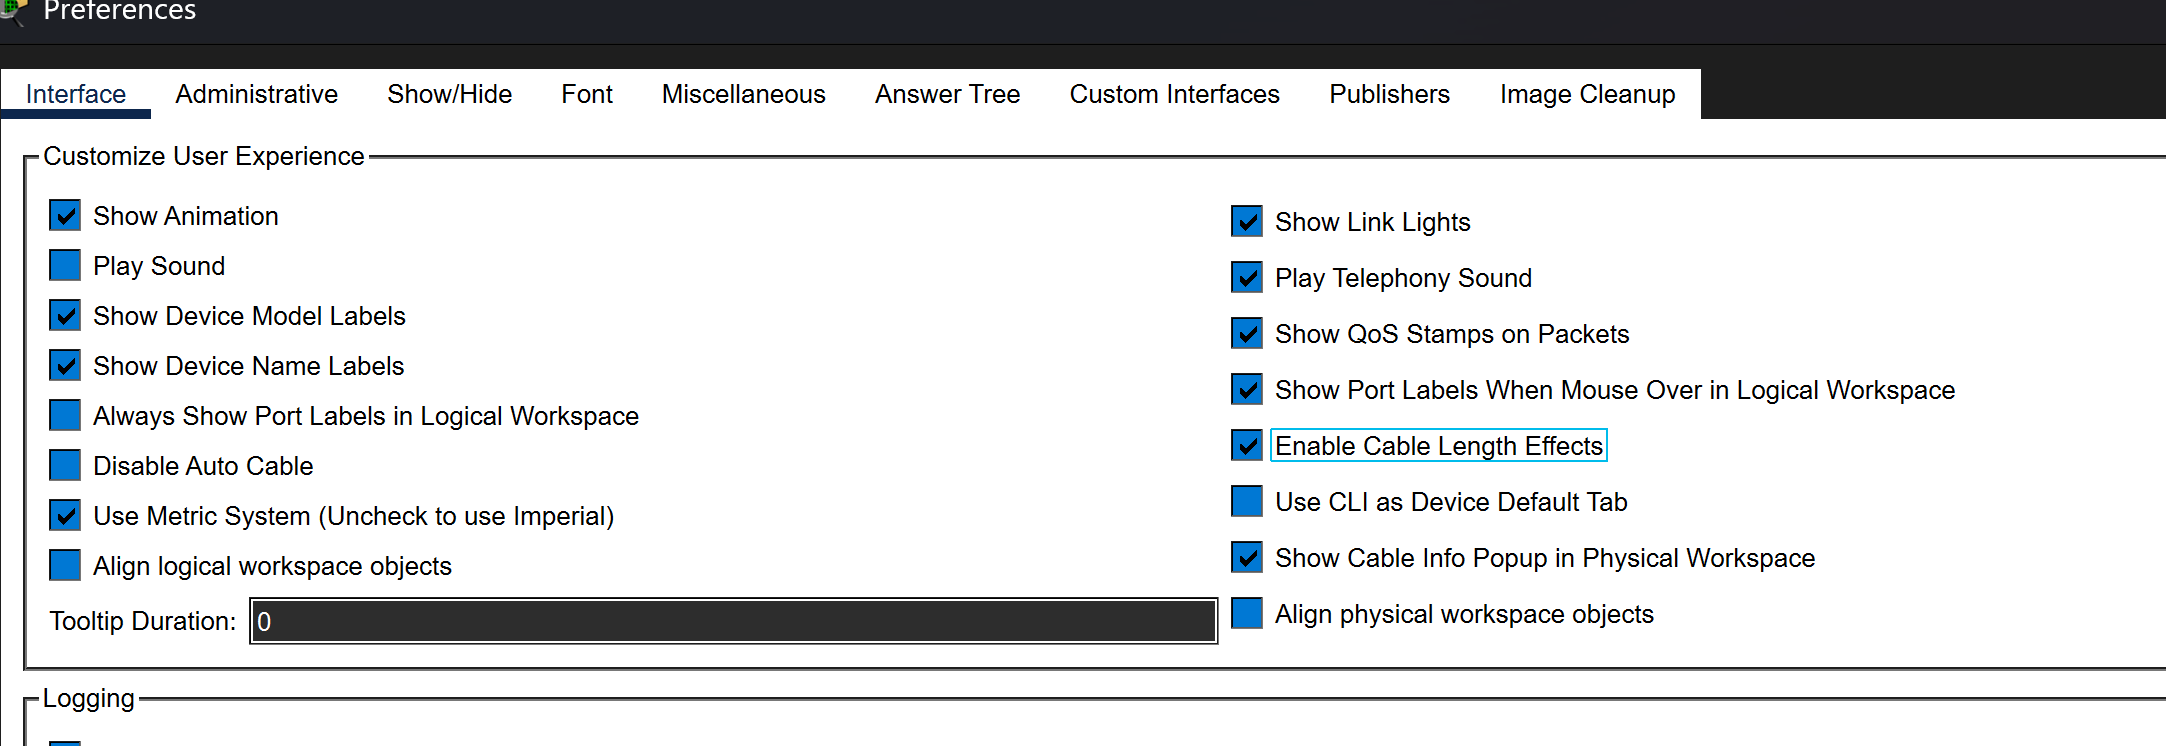 Preferences
Interface Administrative Show/Hide Font Miscellaneous Answer Tree Custom Interfaces Publishers Image Cleanup
Customize User Experience
Show Animation
Play Sound
Show Device Model Labels
Show Device Name Labels
Always Show Port Labels in Logical Workspace
Disable Auto Cable
Use Metric System (Uncheck to use Imperial)
Align logical workspace objects
Tooltip Duration: 0
Show Link Lights
Play Telephony Sound
Show QoS Stamps on Packets
Show Port Labels When Mouse Over in Logical Workspace
Enable Cable Length Effects
Use CLI as Device Default Tab
Show Cable Info Popup in Physical Workspace
Align physical workspace objects
Logging